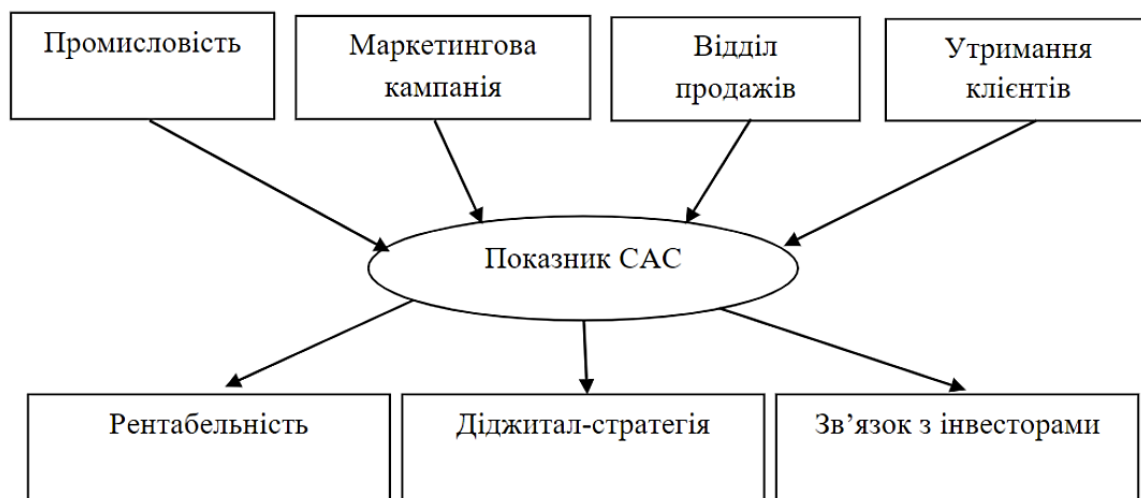 Промисловість
Маркетингова
кампанія
Відділ
продажів
Утримання
клієнтів
Показник САС
Рентабельність
Діджитал-стратегія
Зв’язок з інвесторами